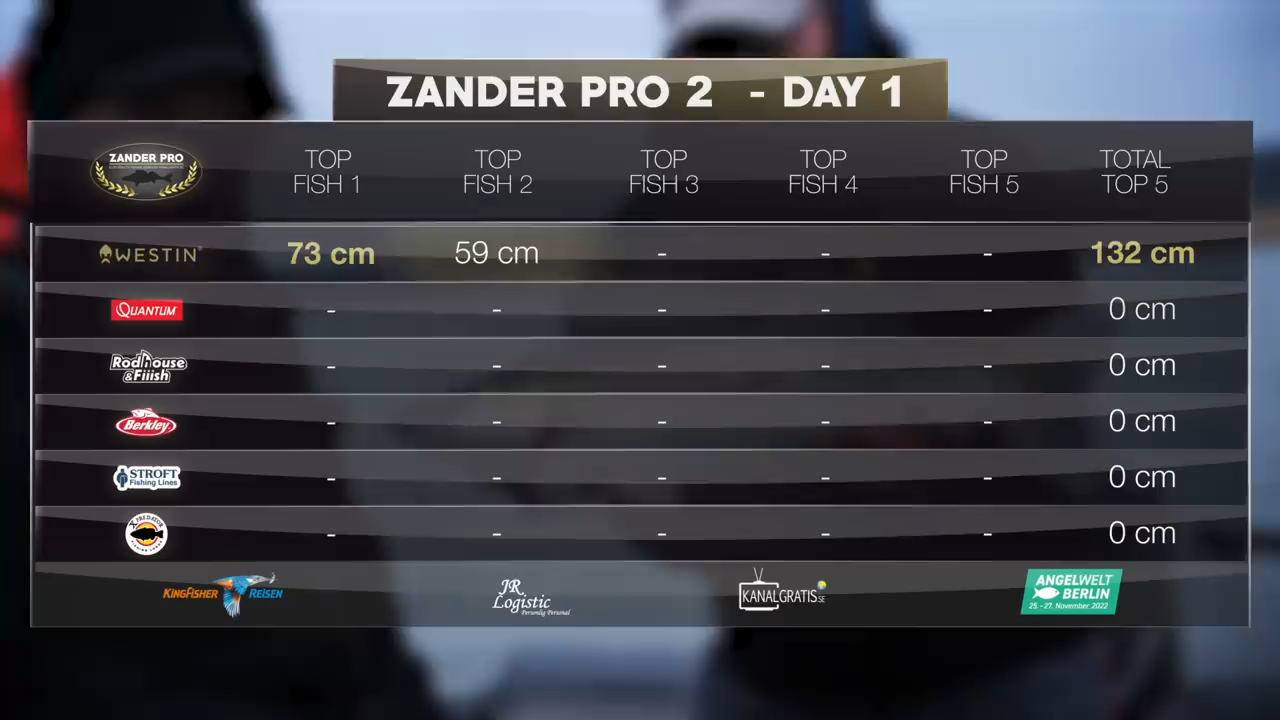 ZANDER PRO 2 - DAY 1
ZANDER PRO
TOP FISH 1
TOP FISH 2
TOP FISH 3
TOP FISH 4
TOP FISH 5
TOTAL TOP 5
WESTIN® 73 cm 59 cm - - - 132 cm
QUANTUM - - - - - 0 cm
Rodhouse &Fiiish - - - - - 0 cm
Berkley - - - - - 0 cm
STROFT Fishing Lines - - - - - 0 cm
PREDATOR - - - - - 0 cm
KINGFISHER REISEN
JR Logistic
Personlig Personal
KANALGRATIS.SE
ANGELWELT
BERLIN
25. - 27. November 2022